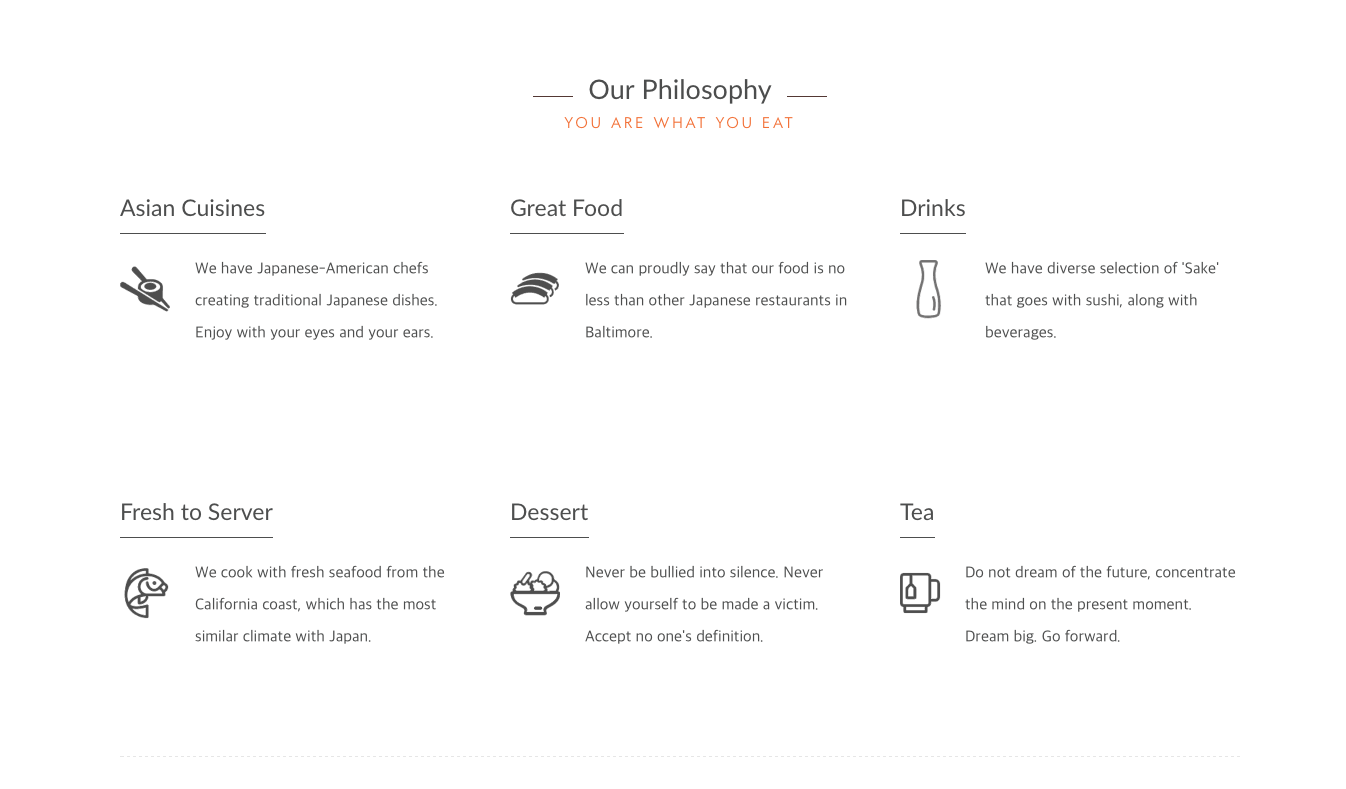 Our Philosophy
YOU ARE WHAT YOU EAT
Asian Cuisines
We have Japanese-American chefs
creating traditional Japanese dishes.
Enjoy with your eyes and your ears.
Great Food
We can proudly say that our food is no
less than other Japanese restaurants in
Baltimore.
Drinks
We have diverse selection of 'Sake'
that goes with sushi, along with
beverages.
Fresh to Server
We cook with fresh seafood from the
California coast, which has the most
similar climate with Japan.
Dessert
Never be bullied into silence. Never
allow yourself to be made a victim.
Accept no one's definition.
Tea
Do not dream of the future, concentrate
the mind on the present moment.
Dream big. Go forward.